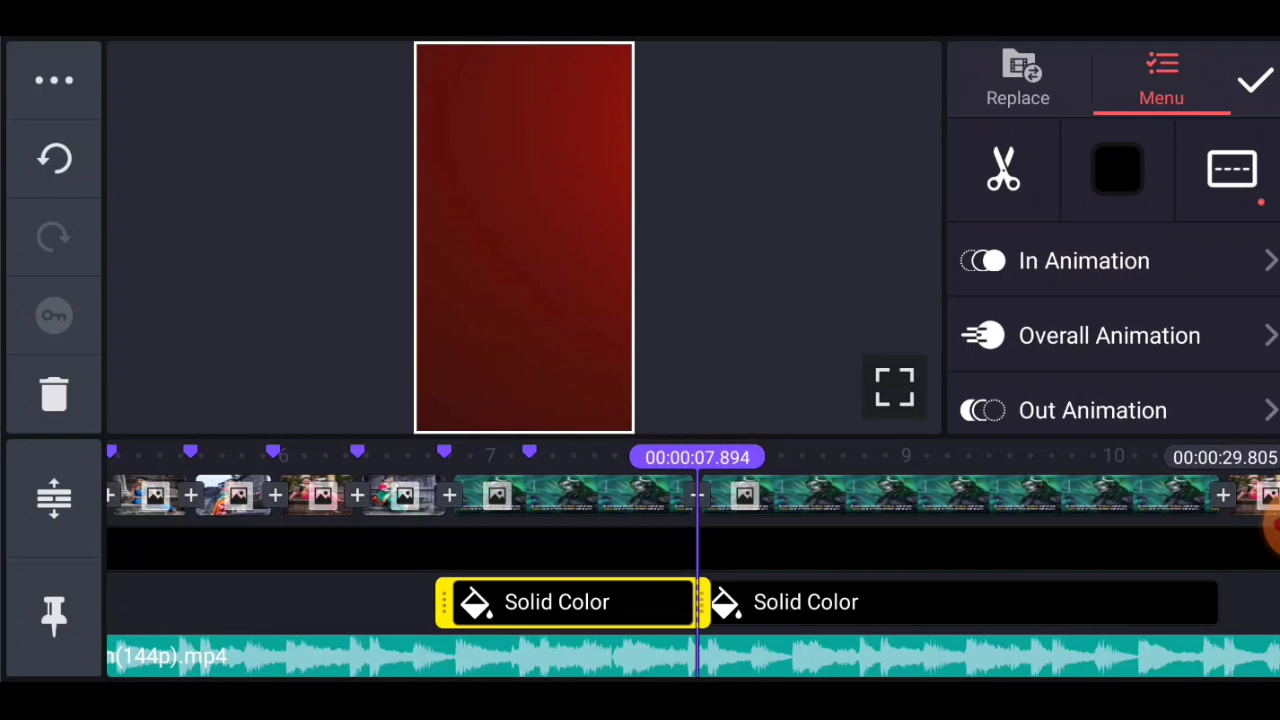 Replace
Menu
In Animation
Overall Animation
Out Animation
6
7
00:00:07.894
9
10
00:00:29.805
Solid Color
Solid Color
n(144p).mp4